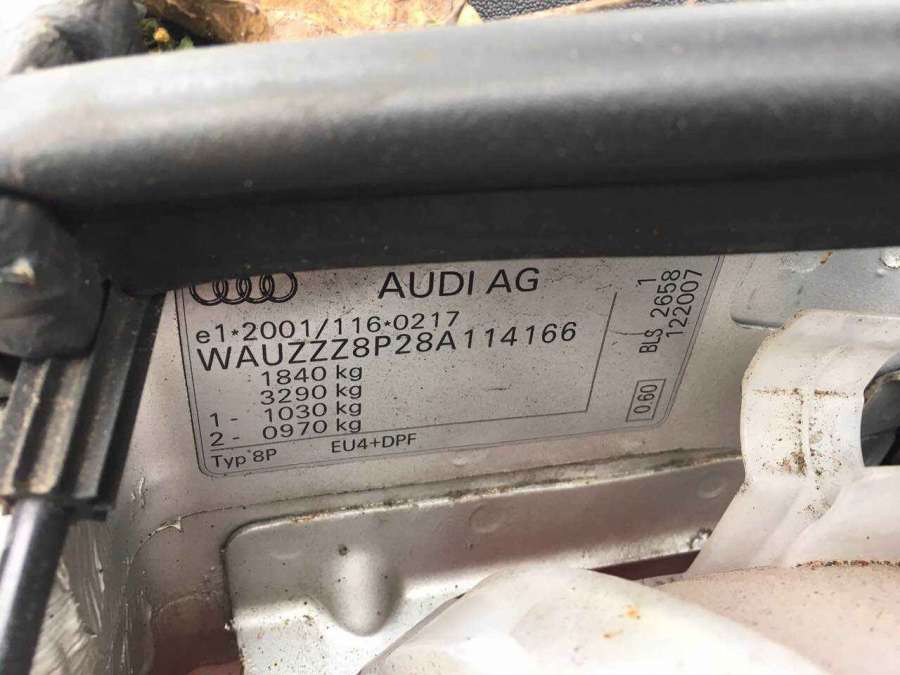 AUDI AG
e1*2001/116*0217
WAUZZZ8P28A114166
1840 kg
3290 kg
1- 1030 kg
2- 0970 kg
Typ 8P EU4+DPF
1
BLS 2658
122007
0.60